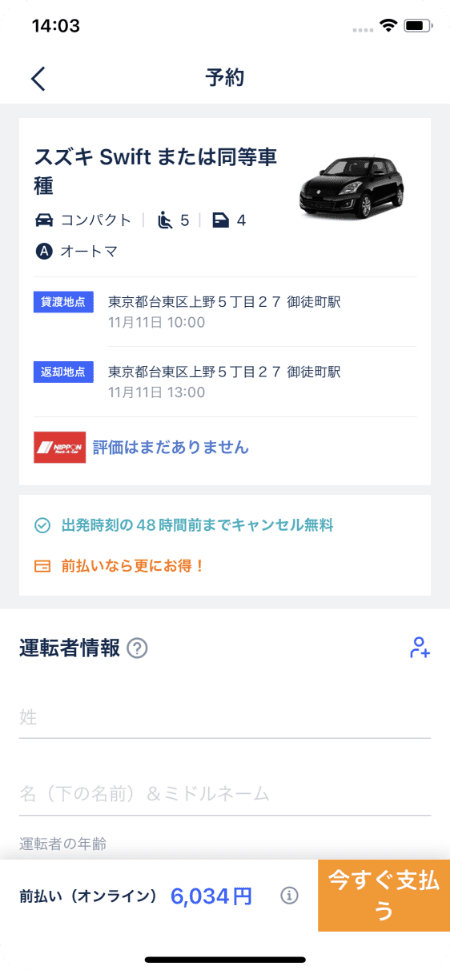 14:03
予約
スズキ Swift または同等車
種
コンパクト 5 4
A オートマ
貸渡地点 東京都台東区上野５丁目２７ 御徒町駅
11月11日 10:00
返却地点 東京都台東区上野５丁目２７ 御徒町駅
11月11日 13:00
NIPPON Rent-A-Car 評価はまだありません
出発時刻の48時間前までキャンセル無料
前払いなら更にお得！
運転者情報 ?
姓
名（下の名前）＆ミドルネーム
運転者の年齢
前払い（オンライン） 6,034円
今すぐ支払
う